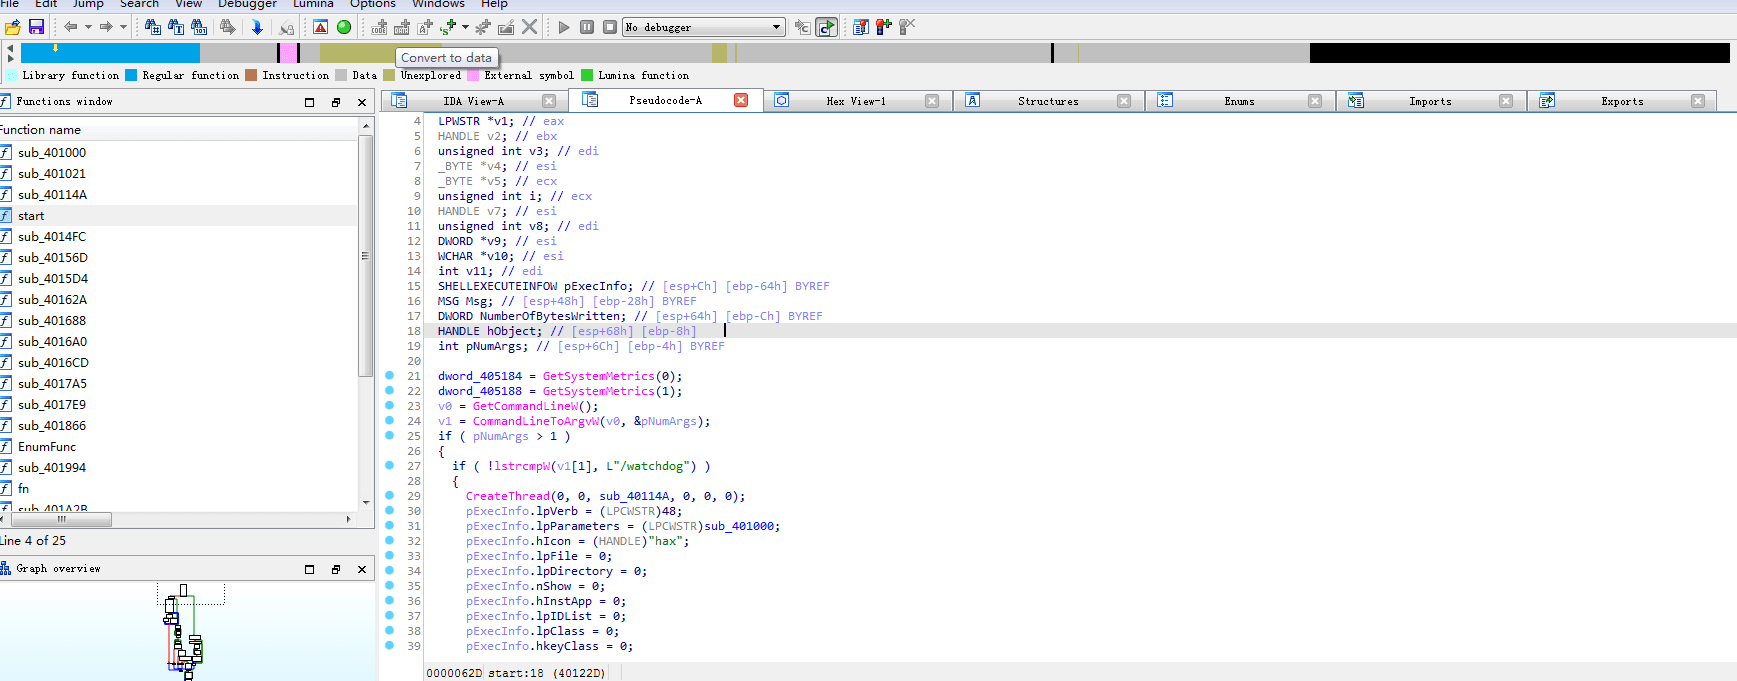 File Edit Jump Search View Debugger Lumina Options Windows Help
No debugger
Convert to data
Library function Regular function Instruction Data Unexplored External symbol Lumina function
Functions window
IDA View-A Pseudocode-A Hex View-1 Structures Enums Imports Exports
Function name
sub_401000
sub_401021
sub_40114A
start
sub_4014FC
sub_40156D
sub_4015D4
sub_40162A
sub_401688
sub_4016A0
sub_4016CD
sub_4017A5
sub_4017E9
sub_401866
EnumFunc
sub_401994
fn
sub_401A2B
Line 4 of 25
Graph overview
4 LPWSTR *v1; // eax
5 HANDLE v2; // ebx
6 unsigned int v3; // edi
7 _BYTE *v4; // esi
8 _BYTE *v5; // ecx
9 unsigned int i; // ecx
10 HANDLE v7; // esi
11 unsigned int v8; // edi
12 DWORD *v9; // esi
13 WCHAR *v10; // esi
14 int v11; // edi
15 SHELLEXECUTEINFOW pExecInfo; // [esp+Ch] [ebp-64h] BYREF
16 MSG Msg; // [esp+48h] [ebp-28h] BYREF
17 DWORD NumberOfBytesWritten; // [esp+64h] [ebp-Ch] BYREF
18 HANDLE hObject; // [esp+68h] [ebp-8h]
19 int pNumArgs; // [esp+6Ch] [ebp-4h] BYREF
20
21 dword_405184 = GetSystemMetrics(0);
22 dword_405188 = GetSystemMetrics(1);
23 v0 = GetCommandLineW();
24 v1 = CommandLineToArgvW(v0, &pNumArgs);
25 if ( pNumArgs > 1 )
26 {
27 if ( !lstrcmpW(v1[1], L"/watchdog") )
28 {
29 CreateThread(0, 0, sub_40114A, 0, 0, 0);
30 pExecInfo.lpVerb = (LPCWSTR)48;
31 pExecInfo.lpParameters = (LPCWSTR)sub_401000;
32 pExecInfo.hIcon = (HANDLE)"hax";
33 pExecInfo.lpFile = 0;
34 pExecInfo.lpDirectory = 0;
35 pExecInfo.nShow = 0;
36 pExecInfo.hInstApp = 0;
37 pExecInfo.lpIDList = 0;
38 pExecInfo.lpClass = 0;
39 pExecInfo.hkeyClass = 0;
0000062D start:18 (40122D)